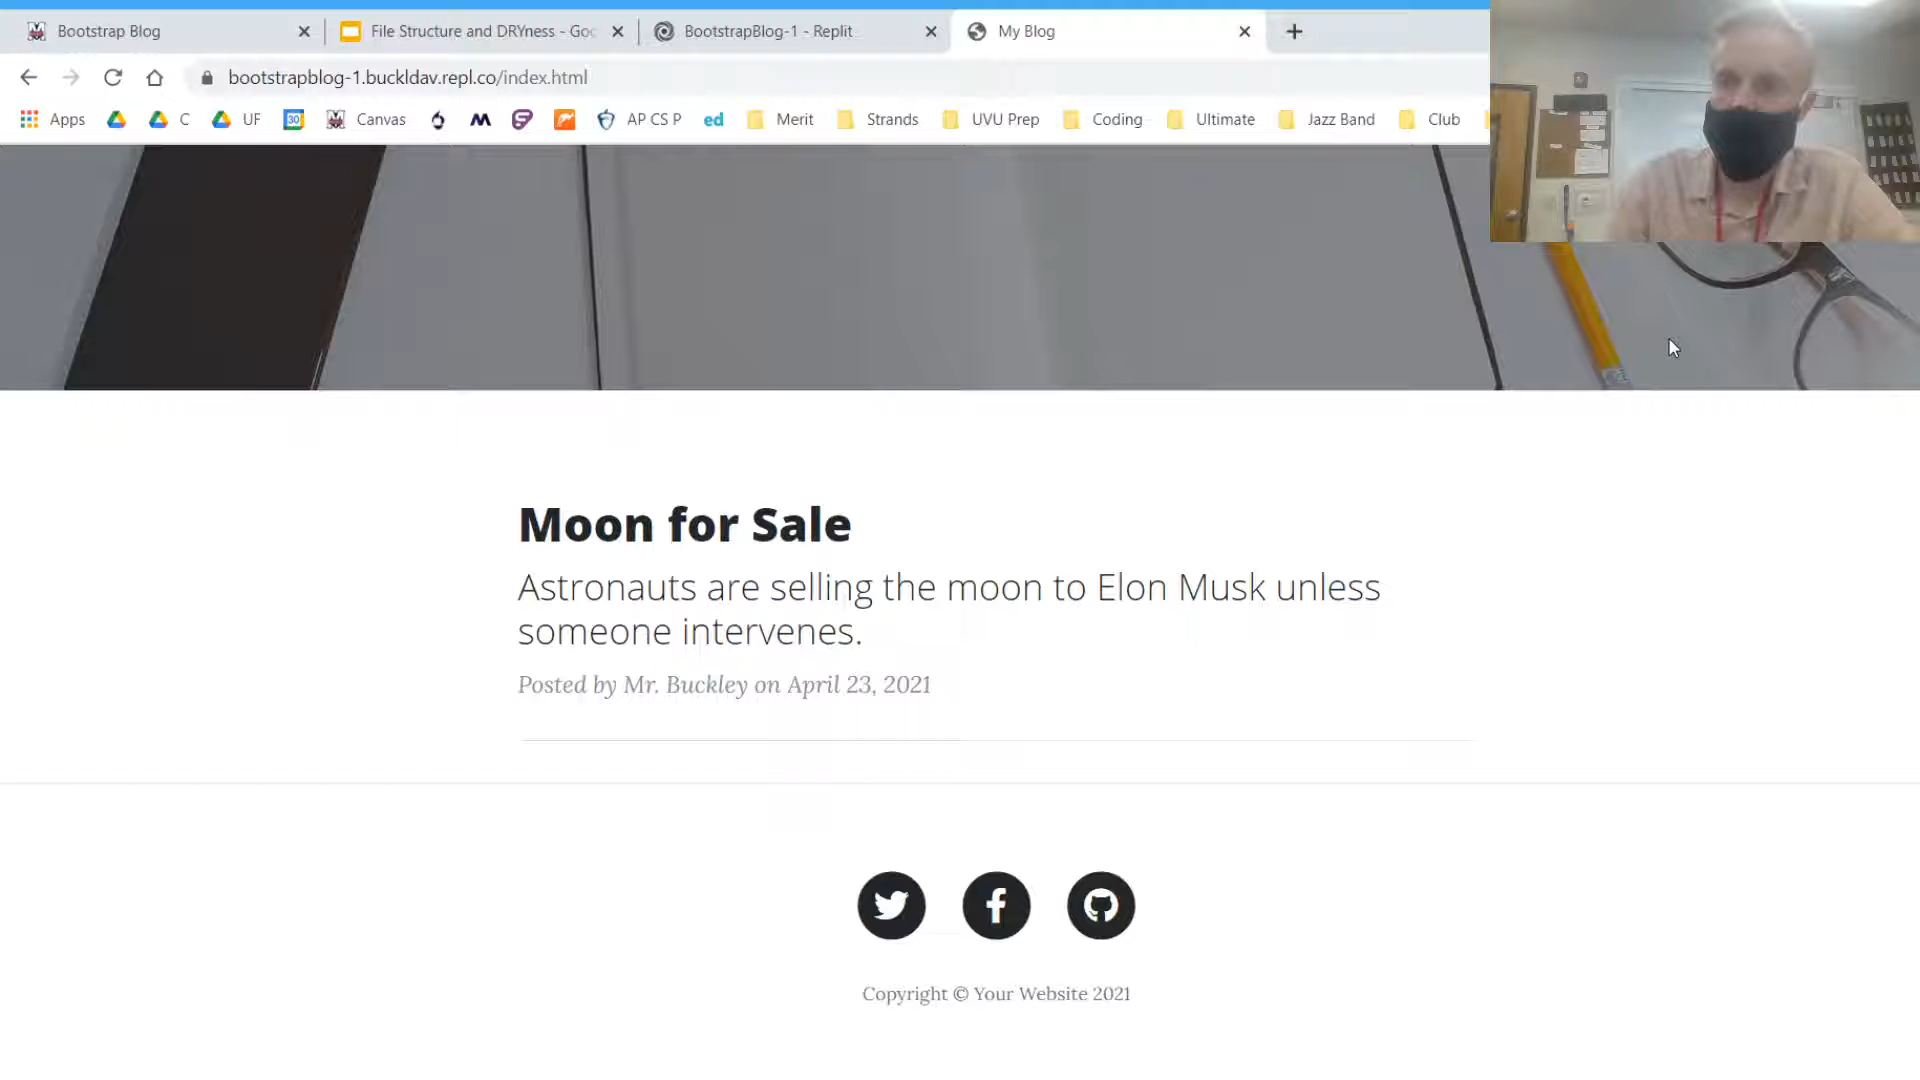 Bootstrap Blog
File Structure and DRYness - Goo
BootstrapBlog-1 - Replit
My Blog
bootstrapblog-1.buckldav.repl.co/index.html
Apps
C
UF
30
Canvas
AP CS P
ed
Merit
Strands
UVU Prep
Coding
Ultimate
Jazz Band
Club
Moon for Sale
Astronauts are selling the moon to Elon Musk unless
someone intervenes.
Posted by Mr. Buckley on April 23, 2021
Copyright © Your Website 2021